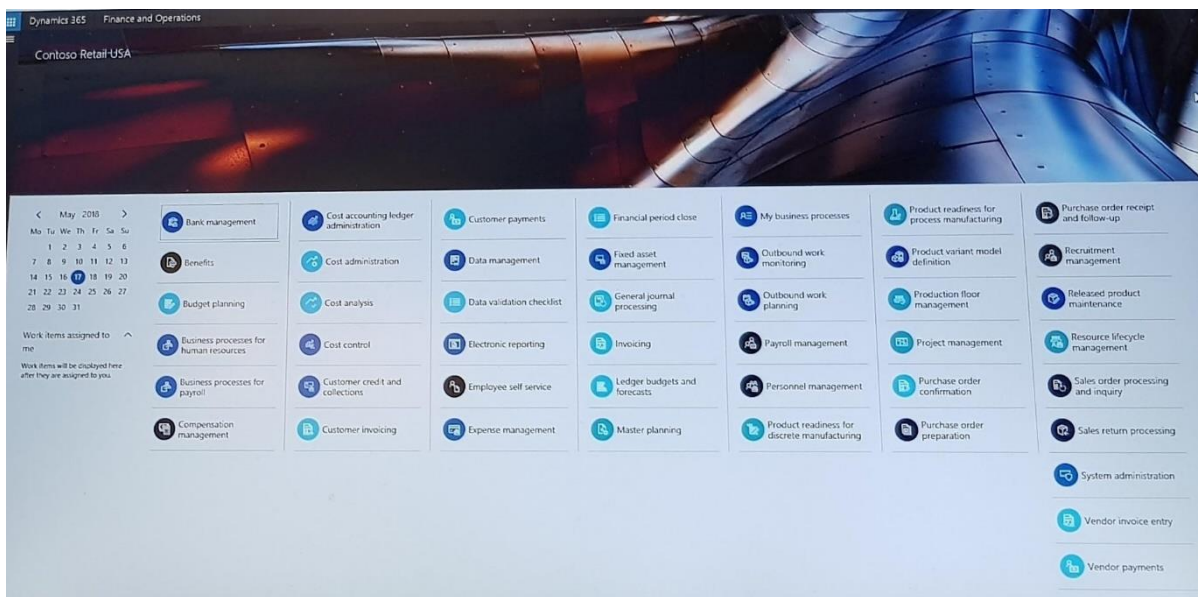 Dynamics 365 Finance and Operations
Contoso Retail USA
< May 2018 >
Mo Tu We Th Fr Sa Su
1 2 3 4 5 6
7 8 9 10 11 12 13
14 15 16 17 18 19 20
21 22 23 24 25 26 27
28 29 30 31
Work items assigned to
me
Work items will be displayed here
after they are assigned to you.
Bank management
Benefits
Budget planning
Business processes for
human resources
Business processes for
payroll
Compensation
management
Cost accounting ledger
administration
Cost administration
Cost analysis
Cost control
Customer credit and
collections
Customer invoicing
Customer payments
Data management
Data validation checklist
Electronic reporting
Employee self service
Expense management
Financial period close
Fixed asset
management
General journal
processing
Invoicing
Ledger budgets and
forecasts
Master planning
My business processes
Outbound work
monitoring
Outbound work
planning
Payroll management
Personnel management
Product readiness for
discrete manufacturing
Product readiness for
process manufacturing
Product variant model
definition
Production floor
management
Project management
Purchase order
confirmation
Purchase order
preparation
Purchase order receipt
and follow-up
Recruitment
management
Released product
maintenance
Resource lifecycle
management
Sales order processing
and inquiry
Sales return processing
System administration
Vendor invoice entry
Vendor payments